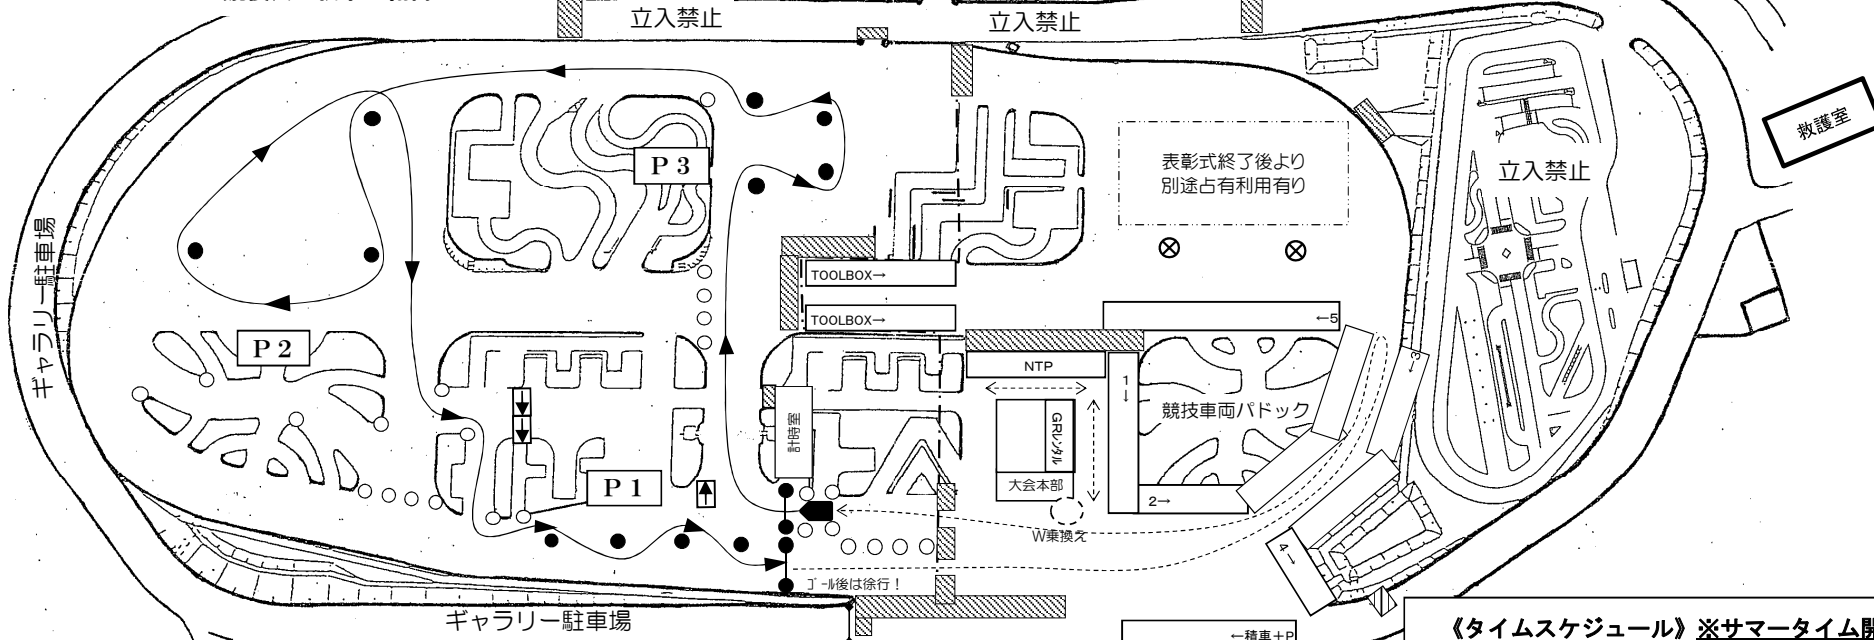 立入禁止
立入禁止
救護室
P 3
表彰式終了後より
別途占有利用有り
立入禁止
ギャラリー駐車場
TOOLBOX→
TOOLBOX→
←5
P 2
NTP
1→
3→
競技車両パドック
計時室
GRレンタル
大会本部
P 1
2→
W乗換え
4→
ｺﾞｰﾙ後は徐行！
ギャラリー駐車場
←積車+P
《タイムスケジュール》※サマータイム